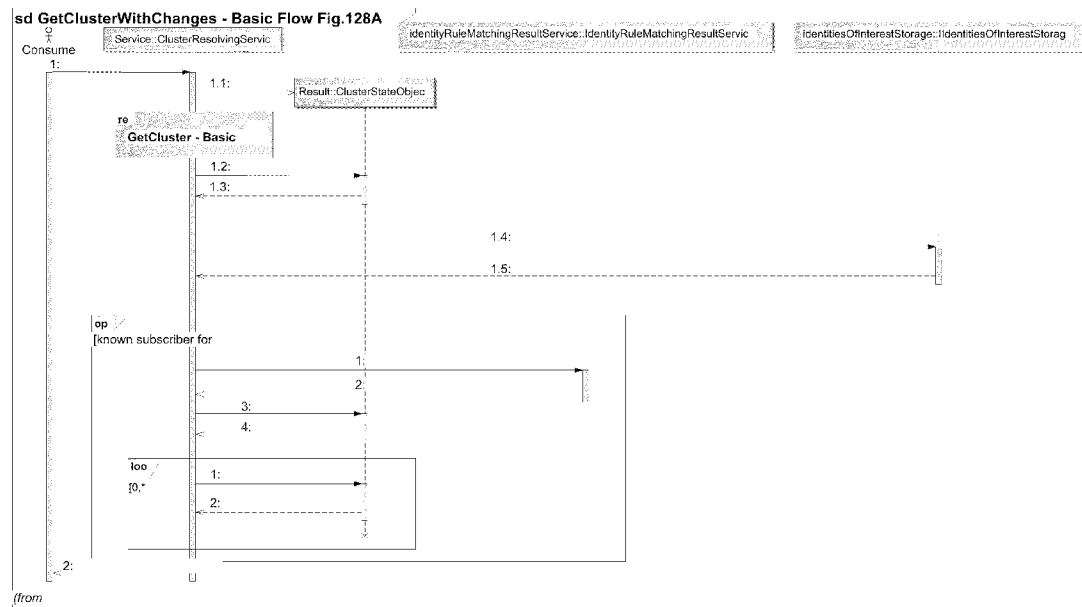 sd GetClusterWithChanges - Basic Flow Fig.128A
Consume
Service::ClusterResolvingServic
identityRuleMatchingResultService::IdentityRuleMatchingResultServic
IdentitiesOfInterestStorage::IdentitiesOfInterestStorag
1:
1.1:
Result::ClusterStateObjec
re
GetCluster - Basic
1.2:
1.3:
1.4:
1.5:
op
[known subscriber for
1:
2:
3:
4:
loo
[0,*
1:
2:
2:
(from